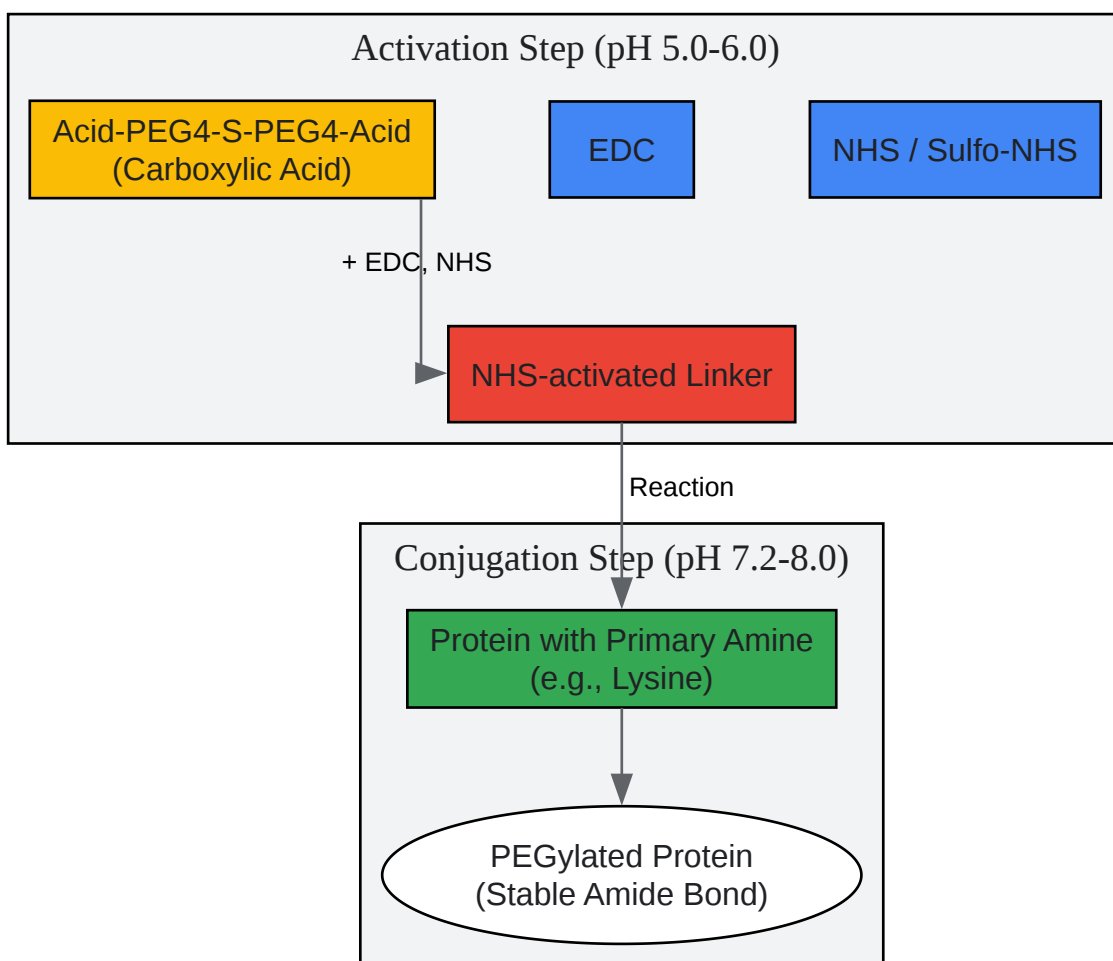 Activation Step (pH 5.0-6.0)
Acid-PEG4-S-PEG4-Acid
(Carboxylic Acid)
EDC
NHS / Sulfo-NHS
+ EDC, NHS
NHS-activated Linker
Reaction
Conjugation Step (pH 7.2-8.0)
Protein with Primary Amine
(e.g., Lysine)
PEGylated Protein
(Stable Amide Bond)